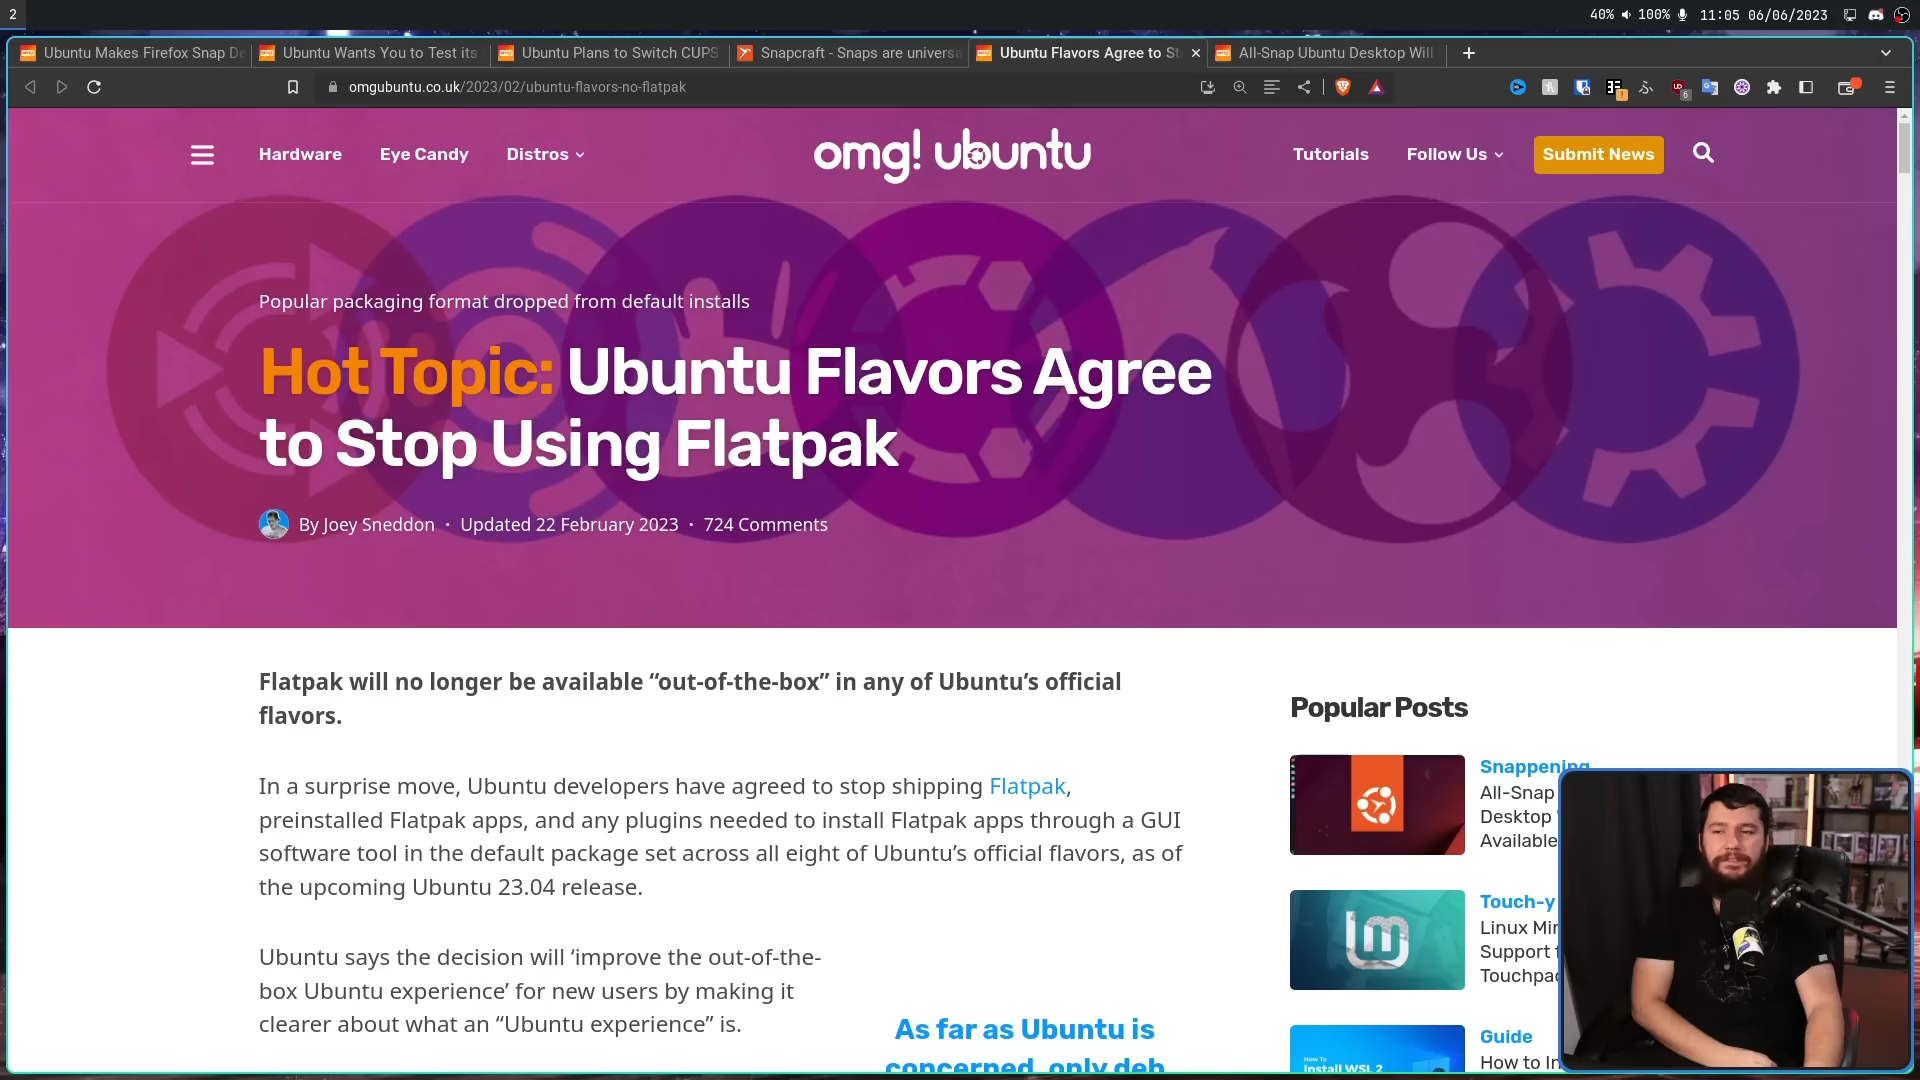 2
40%
100%
11:05 06/06/2023
Ubuntu Makes Firefox Snap De
Ubuntu Wants You to Test its
Ubuntu Plans to Switch CUPS
Snapcraft - Snaps are universa
Ubuntu Flavors Agree to St
All-Snap Ubuntu Desktop Will
omgubuntu.co.uk/2023/02/ubuntu-flavors-no-flatpak
6
Hardware
Eye Candy
Distros
omg! ubuntu
Tutorials
Follow Us
Submit News
Popular packaging format dropped from default installs
Hot Topic: Ubuntu Flavors Agree
to Stop Using Flatpak
By Joey Sneddon · Updated 22 February 2023 · 724 Comments
Flatpak will no longer be available “out-of-the-box” in any of Ubuntu’s official
flavors.
In a surprise move, Ubuntu developers have agreed to stop shipping Flatpak,
preinstalled Flatpak apps, and any plugins needed to install Flatpak apps through a GUI
software tool in the default package set across all eight of Ubuntu’s official flavors, as of
the upcoming Ubuntu 23.04 release.
Ubuntu says the decision will ‘improve the out-of-the-
box Ubuntu experience’ for new users by making it
clearer about what an “Ubuntu experience” is.
As far as Ubuntu is
concerned, only deb
Popular Posts
Snappening
All-Snap
Desktop
Available
Touch-y
Linux Min
Support f
Touchpad
Guide
How to In
How To
Install WSL 2